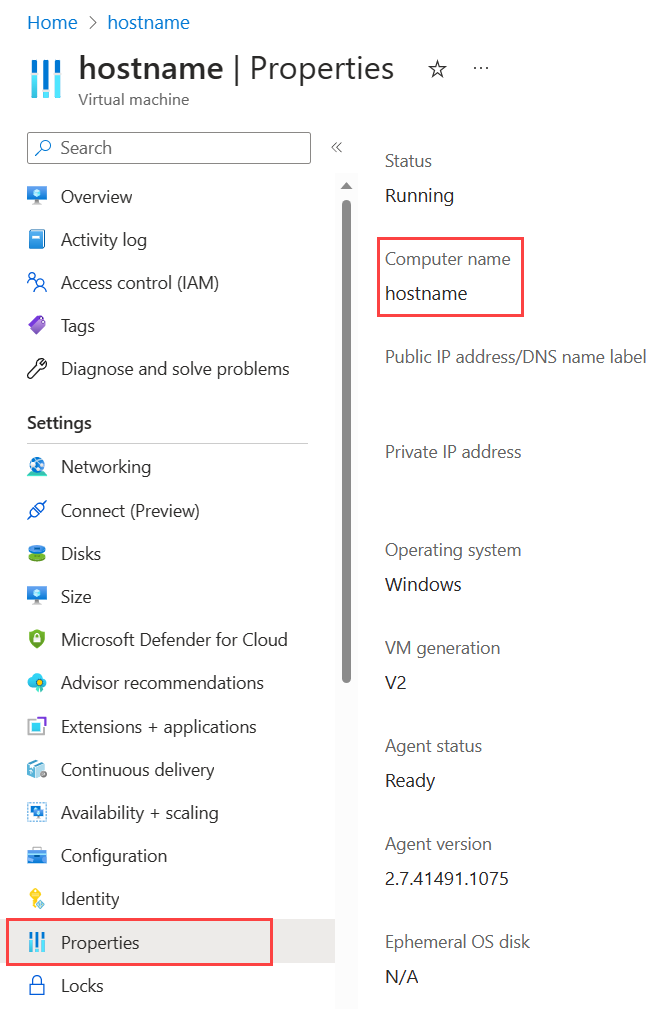 Home > hostname
hostname | Properties
Virtual machine
Search
Overview
Activity log
Access control (IAM)
Tags
Diagnose and solve problems
Settings
Networking
Connect (Preview)
Disks
Size
Microsoft Defender for Cloud
Advisor recommendations
Extensions + applications
Continuous delivery
Availability + scaling
Configuration
Identity
Properties
Locks
Status
Running
Computer name
hostname
Public IP address/DNS name label
Private IP address
Operating system
Windows
VM generation
V2
Agent status
Ready
Agent version
2.7.41491.1075
Ephemeral OS disk
N/A